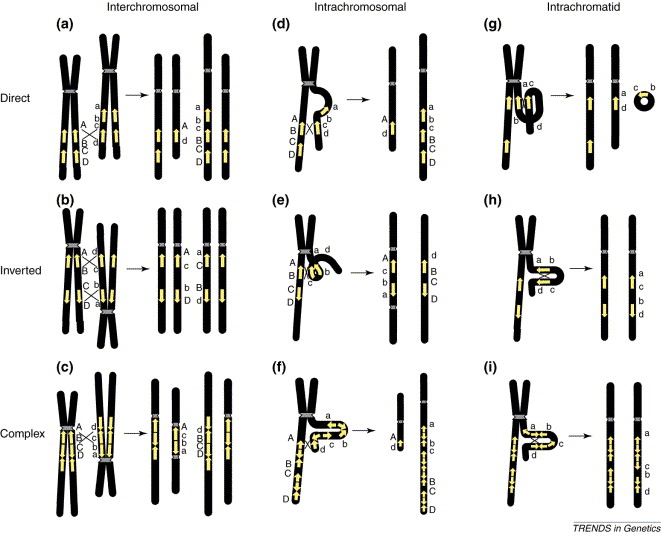 Interchromosomal Intrachromosomal Intrachromatid
(a) (d) (g)
Direct
a A b B c C d D
A d
a b c B C D
A B C D a b c d
A d
a b c B C D
a c b d
a d
c b
(b) (e) (h)
Inverted
A d B c
C b D a
A c b D
a C B d
A B C D a b c d
A c b a
d B C D
a b c d
a c b d
(c) (f) (i)
Complex
A B C D d c b a
A c b a
d B C D
A B C D a b c d
A d
a b c B C D
a b c d
a c b d
TRENDS in Genetics